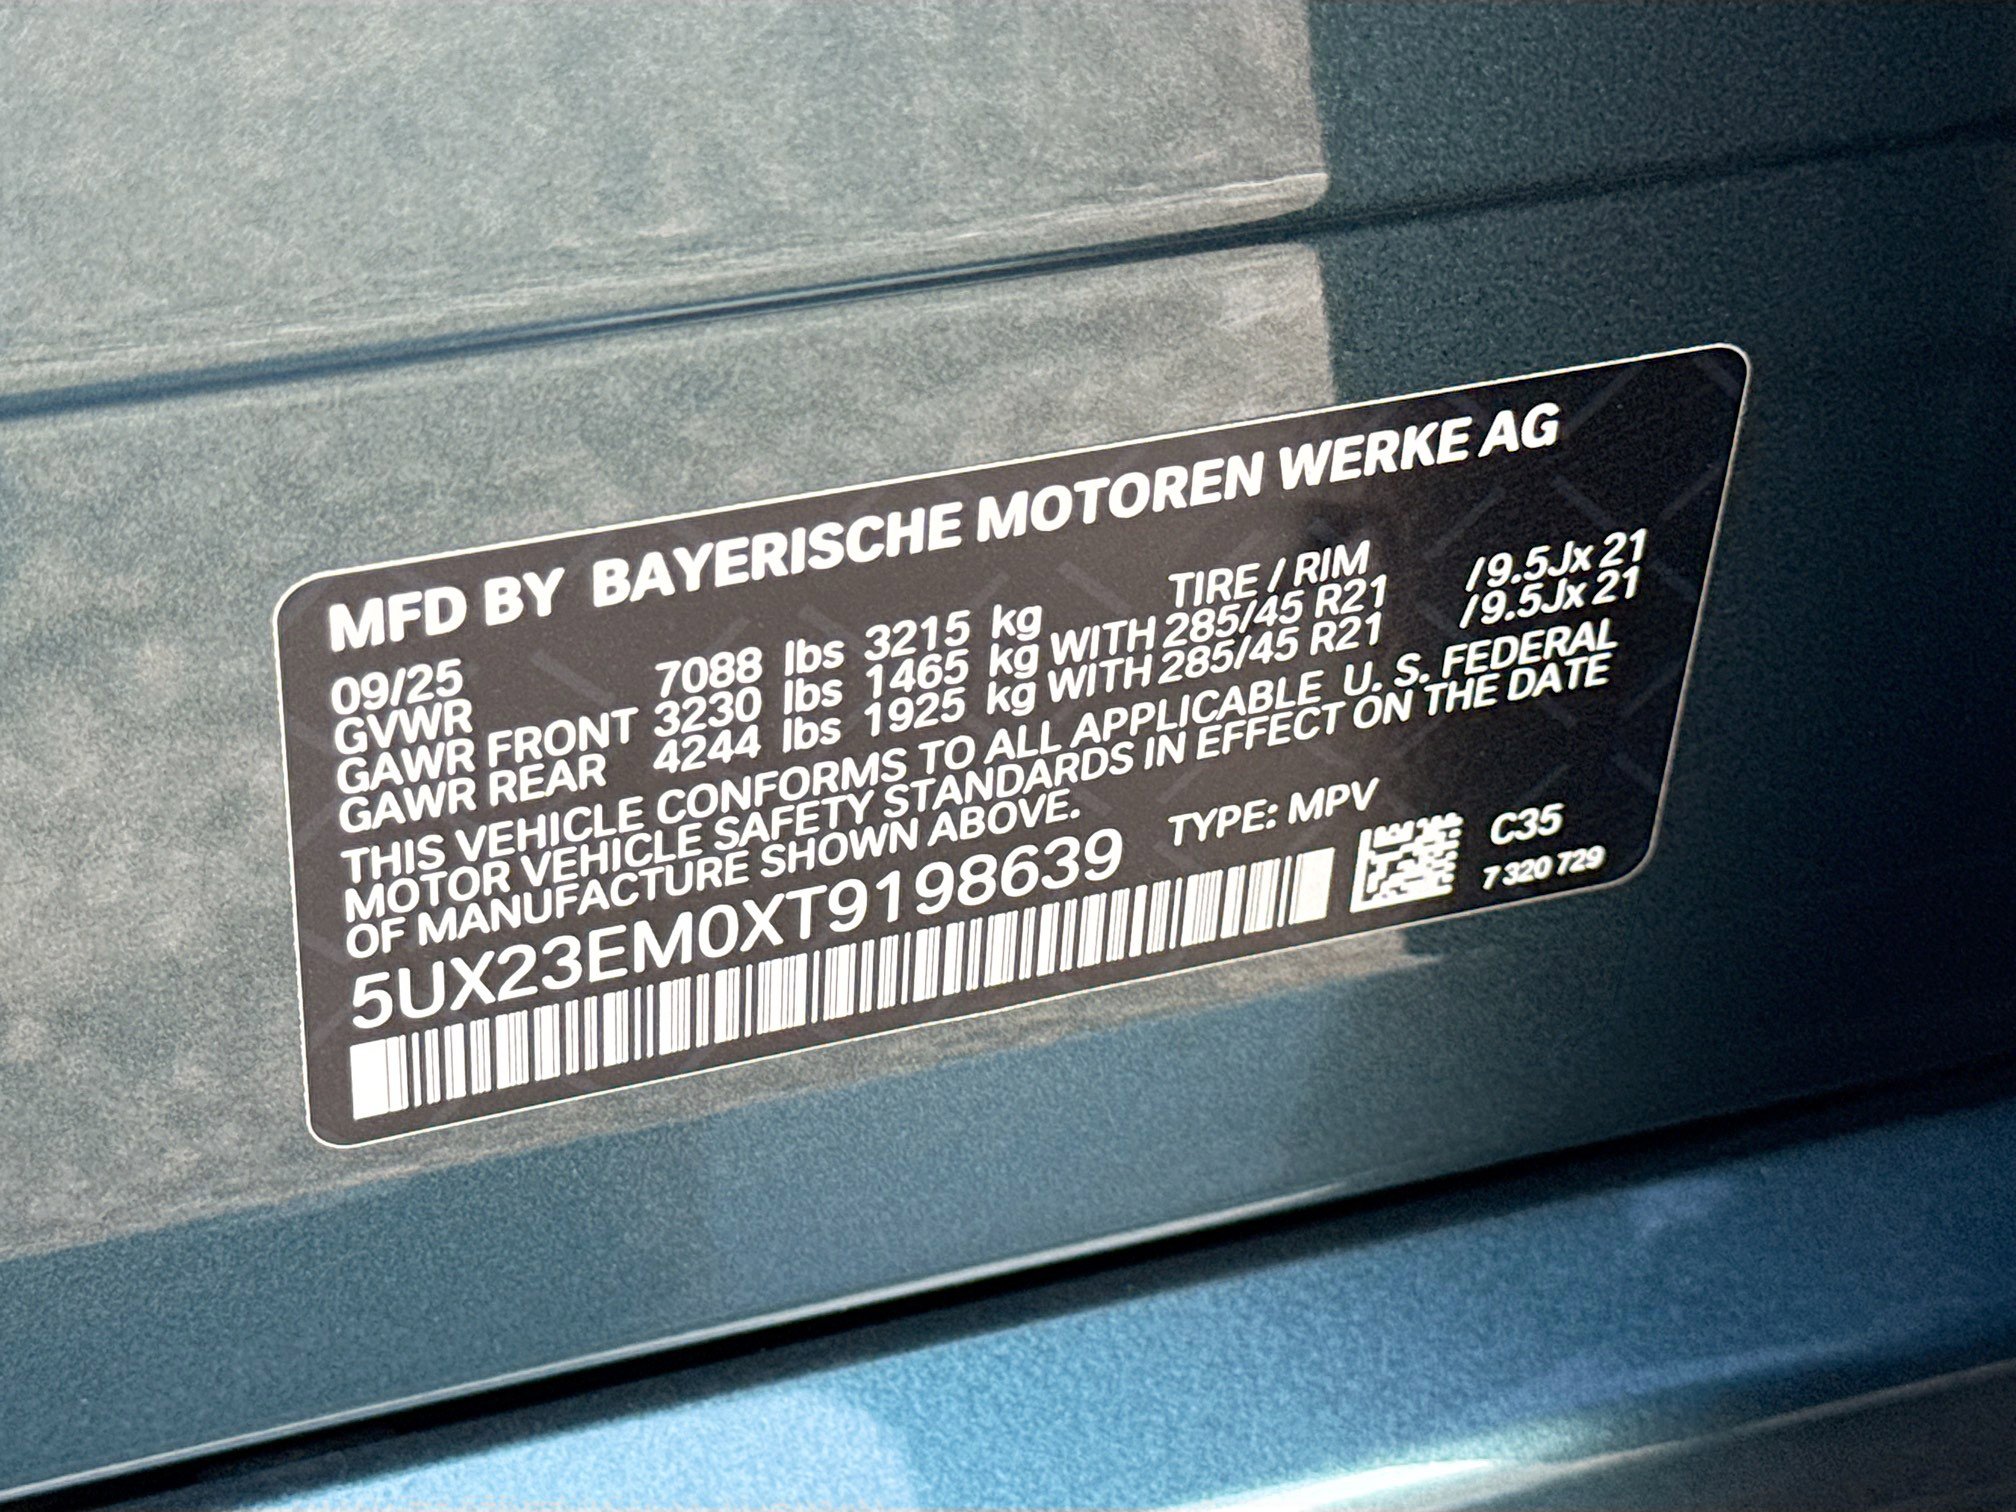 MFD BY BAYERISCHE MOTOREN WERKE AG
09/25 TIRE / RIM
GVWR 7088 lbs 3215 kg
GAWR FRONT 3230 lbs 1465 kg WITH 285/45 R21 /9.5Jx 21
GAWR REAR 4244 lbs 1925 kg WITH 285/45 R21 /9.5Jx 21
THIS VEHICLE CONFORMS TO ALL APPLICABLE U. S. FEDERAL
MOTOR VEHICLE SAFETY STANDARDS IN EFFECT ON THE DATE
OF MANUFACTURE SHOWN ABOVE.
5UX23EM0XT9198639 TYPE: MPV
C35
7 320 729